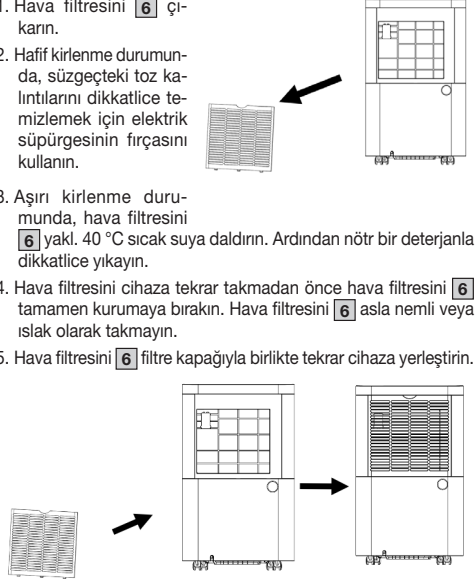 1. Hava filtresini 6 çı-
karın.
2. Hafif kirlenme durumun-
da, süzgeçteki toz ka-
lıntılarını dikkatlice te-
mizlemek için elektrik
süpürgesinin fırçasını
kullanın.
3. Aşırı kirlenme duru-
munda, hava filtresini
6 yakl. 40 °C sıcak suya daldırın. Ardından nötr bir deterjanla
dikkatlice yıkayın.
4. Hava filtresini cihaza tekrar takmadan önce hava filtresini 6
tamamen kurumaya bırakın. Hava filtresini 6 asla nemli veya
ıslak olarak takmayın.
5. Hava filtresini 6 filtre kapağıyla birlikte tekrar cihaza yerleştirin.